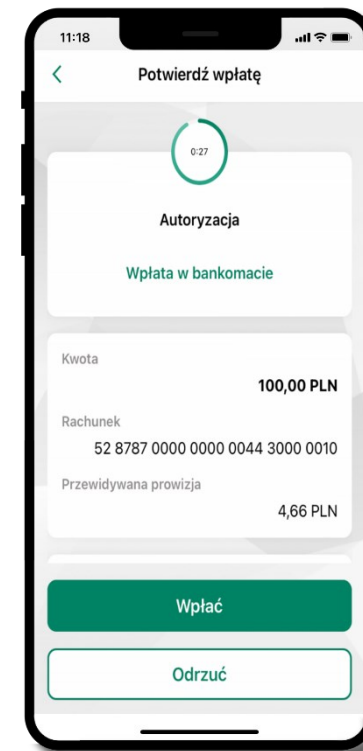 11:18
Potwierdź wpłatę
0:27
Autoryzacja
Wpłata w bankomacie
Kwota
100,00 PLN
Rachunek
52 8787 0000 0000 0044 3000 0010
Przewidywana prowizja
4,66 PLN
Wpłać
Odrzuć